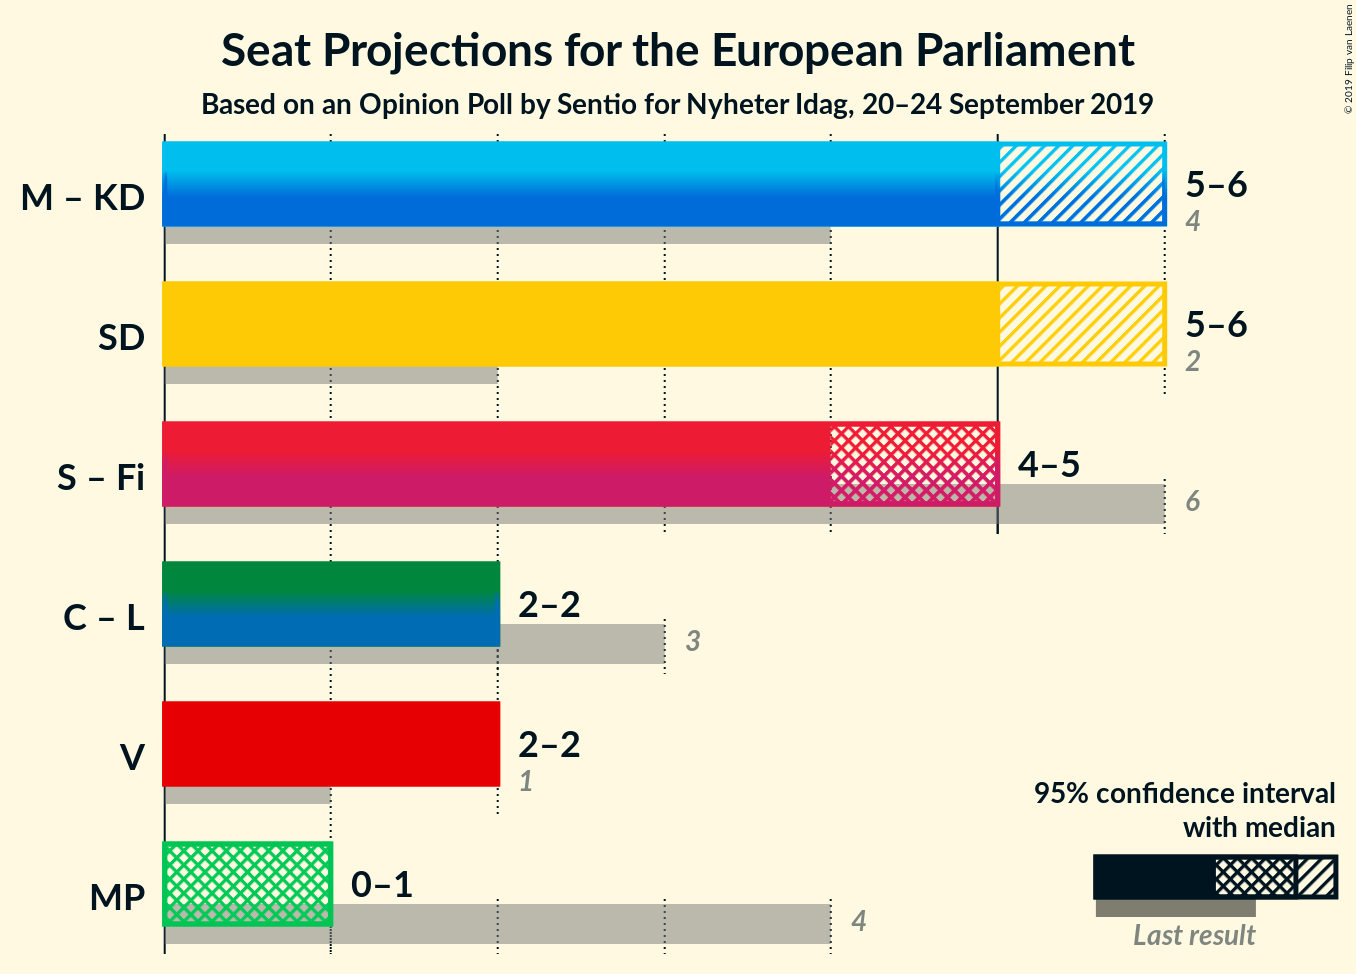 Seat Projections for the European Parliament
Based on an Opinion Poll by Sentio for Nyheter Idag, 20–24 September 2019
© 2019 Filip van Laenen
M – KD
5–6
4
SD
5–6
2
S – Fi
4–5
6
C – L
2–2
3
V
2–2
1
MP
0–1
4
95% confidence interval
with median
Last result